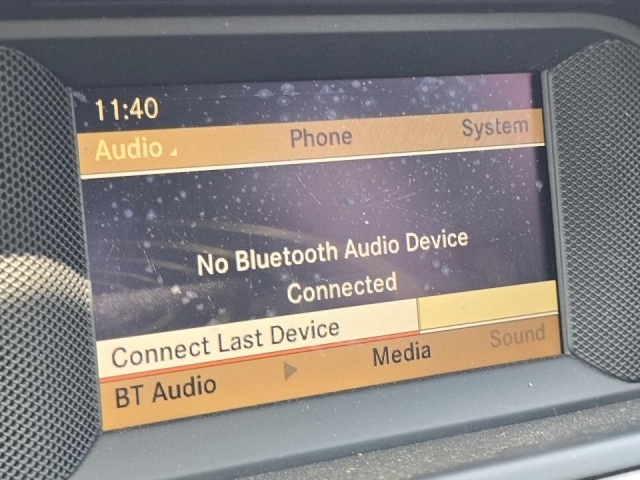 11:40
Audio Phone System
No Bluetooth Audio Device
Connected
Connect Last Device
BT Audio Media Sound